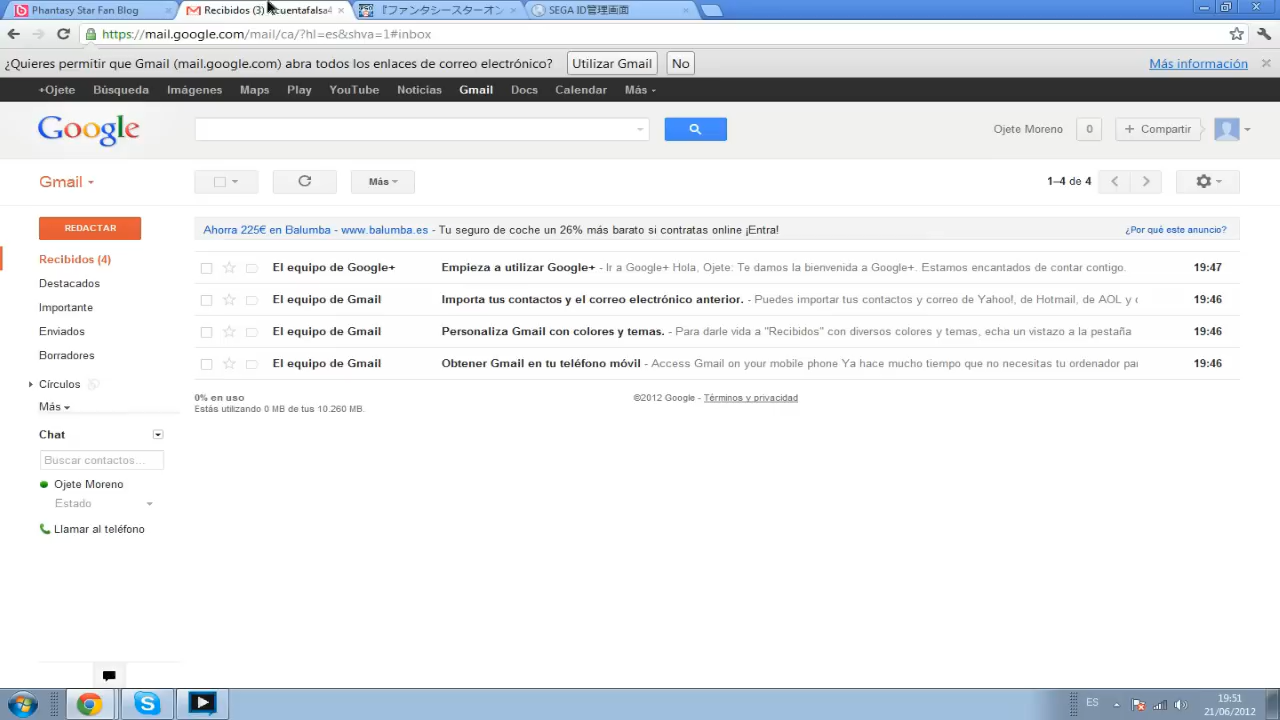 Phantasy Star Fan Blog
Recibidos (3) - cuentafalsa4
『ファンタシースターオン
SEGA ID管理画面
https://mail.google.com/mail/ca/?hl=es&shva=1#inbox
¿Quieres permitir que Gmail (mail.google.com) abra todos los enlaces de correo electrónico? Utilizar Gmail No Más información
+Ojete Búsqueda Imágenes Maps Play YouTube Noticias Gmail Docs Calendar Más
Google
Ojete Moreno 0 + Compartir
Gmail
Más
1–4 de 4
REDACTAR
Ahorra 225€ en Balumba - www.balumba.es - Tu seguro de coche un 26% más barato si contratas online ¡Entra! ¿Por qué este anuncio?
Recibidos (4)
Destacados
Importante
Enviados
Borradores
Círculos
Más
El equipo de Google+ Empieza a utilizar Google+ - Ir a Google+ Hola, Ojete: Te damos la bienvenida a Google+. Estamos encantados de contar contigo. 19:47
El equipo de Gmail Importa tus contactos y el correo electrónico anterior. - Puedes importar tus contactos y correo de Yahoo!, de Hotmail, de AOL y 19:46
El equipo de Gmail Personaliza Gmail con colores y temas. - Para darle vida a "Recibidos" con diversos colores y temas, echa un vistazo a la pestaña 19:46
El equipo de Gmail Obtener Gmail en tu teléfono móvil - Access Gmail on your mobile phone Ya hace mucho tiempo que no necesitas tu ordenador par 19:46
0% en uso
Estás utilizando 0 MB de tus 10.260 MB.
©2012 Google - Términos y privacidad
Chat
Buscar contactos...
Ojete Moreno
Estado
Llamar al teléfono
ES
19:51
21/06/2012